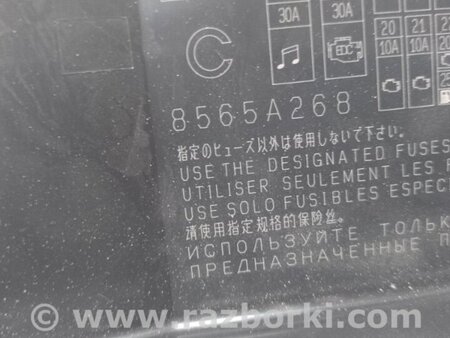 30A 30A
20 21
10A 10A
C
8565A268
指定のヒューズ以外は使用しないで下さい。
USE THE DESIGNATED FUSES
UTILISER SEULEMENT LES
USE SOLO FUSIBLES ESPEC
请使用指定规格的保险丝。
ИСПОЛЬЗУЙТЕ ТОЛЬК
ПРЕДНАЗНАЧЕННЫЕ П
© www.razborki.com